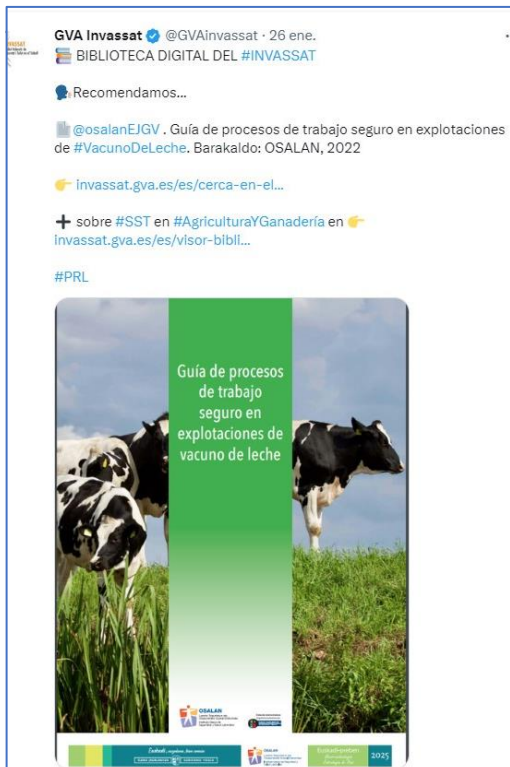 GVA Invassat @GVAinvassat · 26 ene.
BIBLIOTECA DIGITAL DEL #INVASSAT
Recomendamos...
@osalanEJGV . Guía de procesos de trabajo seguro en explotaciones
de #VacunoDeLeche. Barakaldo: OSALAN, 2022
invassat.gva.es/es/cerca-en-el...
+ sobre #SST en #AgriculturaYGanadería en
invassat.gva.es/es/visor-bibli...
#PRL
Guía de procesos
de trabajo
seguro en
explotaciones de
vacuno de leche
OSALAN
OSALAN
2025